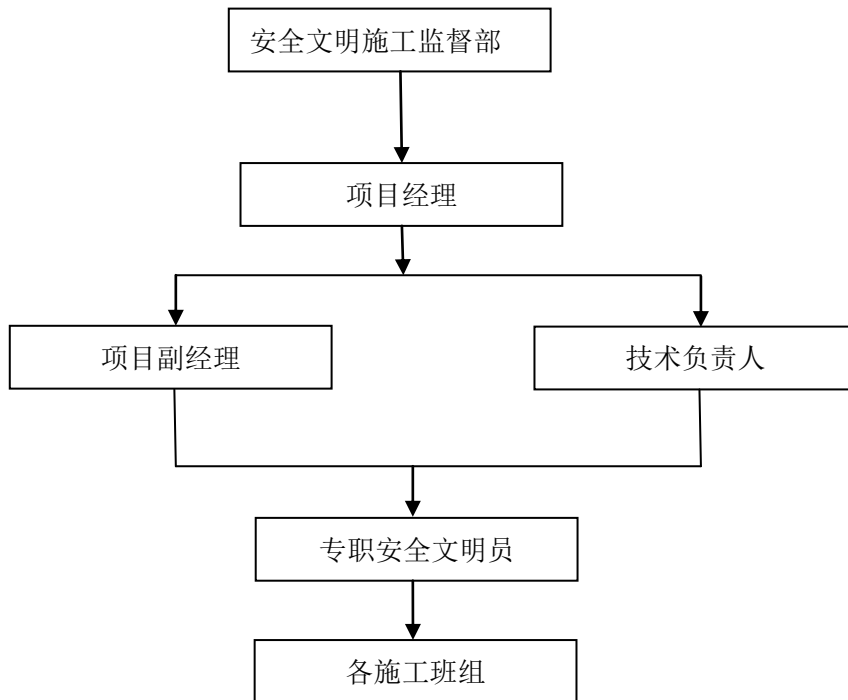 安全文明施工监督部
项目经理
项目副经理
技术负责人
专职安全文明员
各施工班组